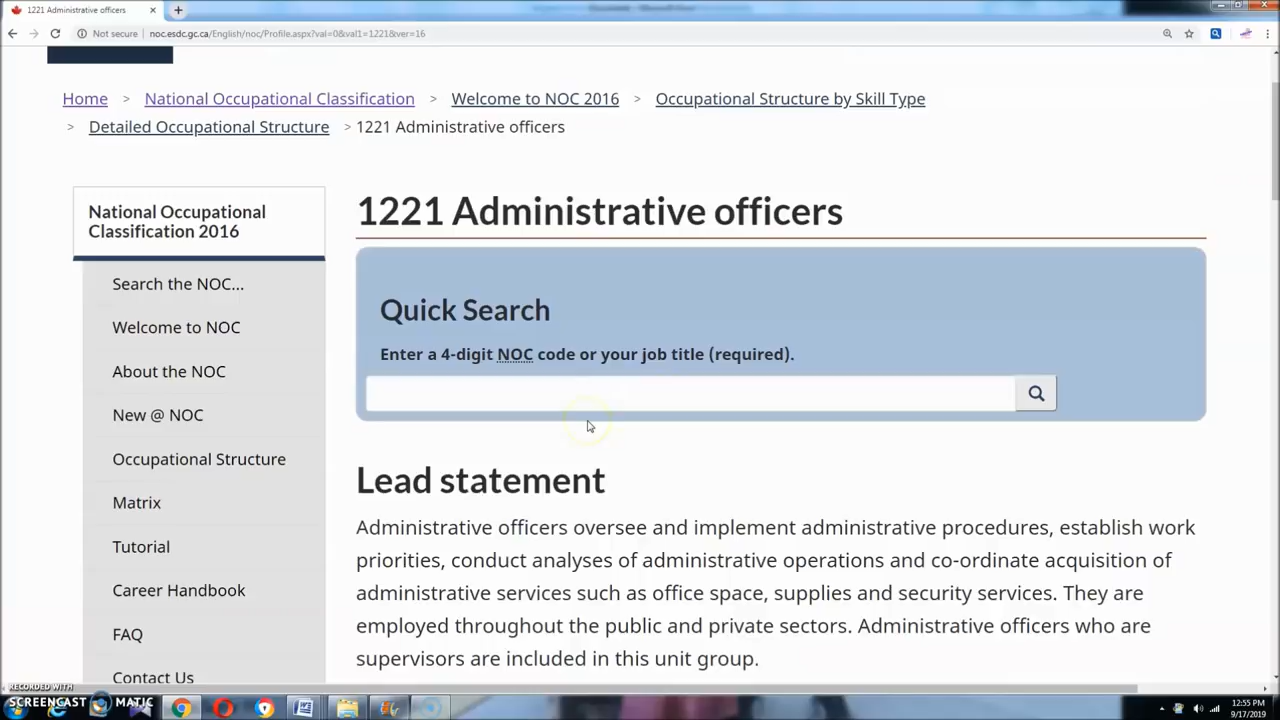 1221 Administrative officers
Not secure | noc.esdc.gc.ca/English/noc/Profile.aspx?val=0&val1=1221&ver=16
Home > National Occupational Classification > Welcome to NOC 2016 > Occupational Structure by Skill Type
> Detailed Occupational Structure > 1221 Administrative officers
National Occupational
Classification 2016
Search the NOC...
Welcome to NOC
About the NOC
New @ NOC
Occupational Structure
Matrix
Tutorial
Career Handbook
FAQ
Contact Us
1221 Administrative officers
Quick Search
Enter a 4-digit NOC code or your job title (required).
Lead statement
Administrative officers oversee and implement administrative procedures, establish work
priorities, conduct analyses of administrative operations and co-ordinate acquisition of
administrative services such as office space, supplies and security services. They are
employed throughout the public and private sectors. Administrative officers who are
supervisors are included in this unit group.
RECORDED WITH
SCREENCAST MATIC
12:55 PM
9/17/2019